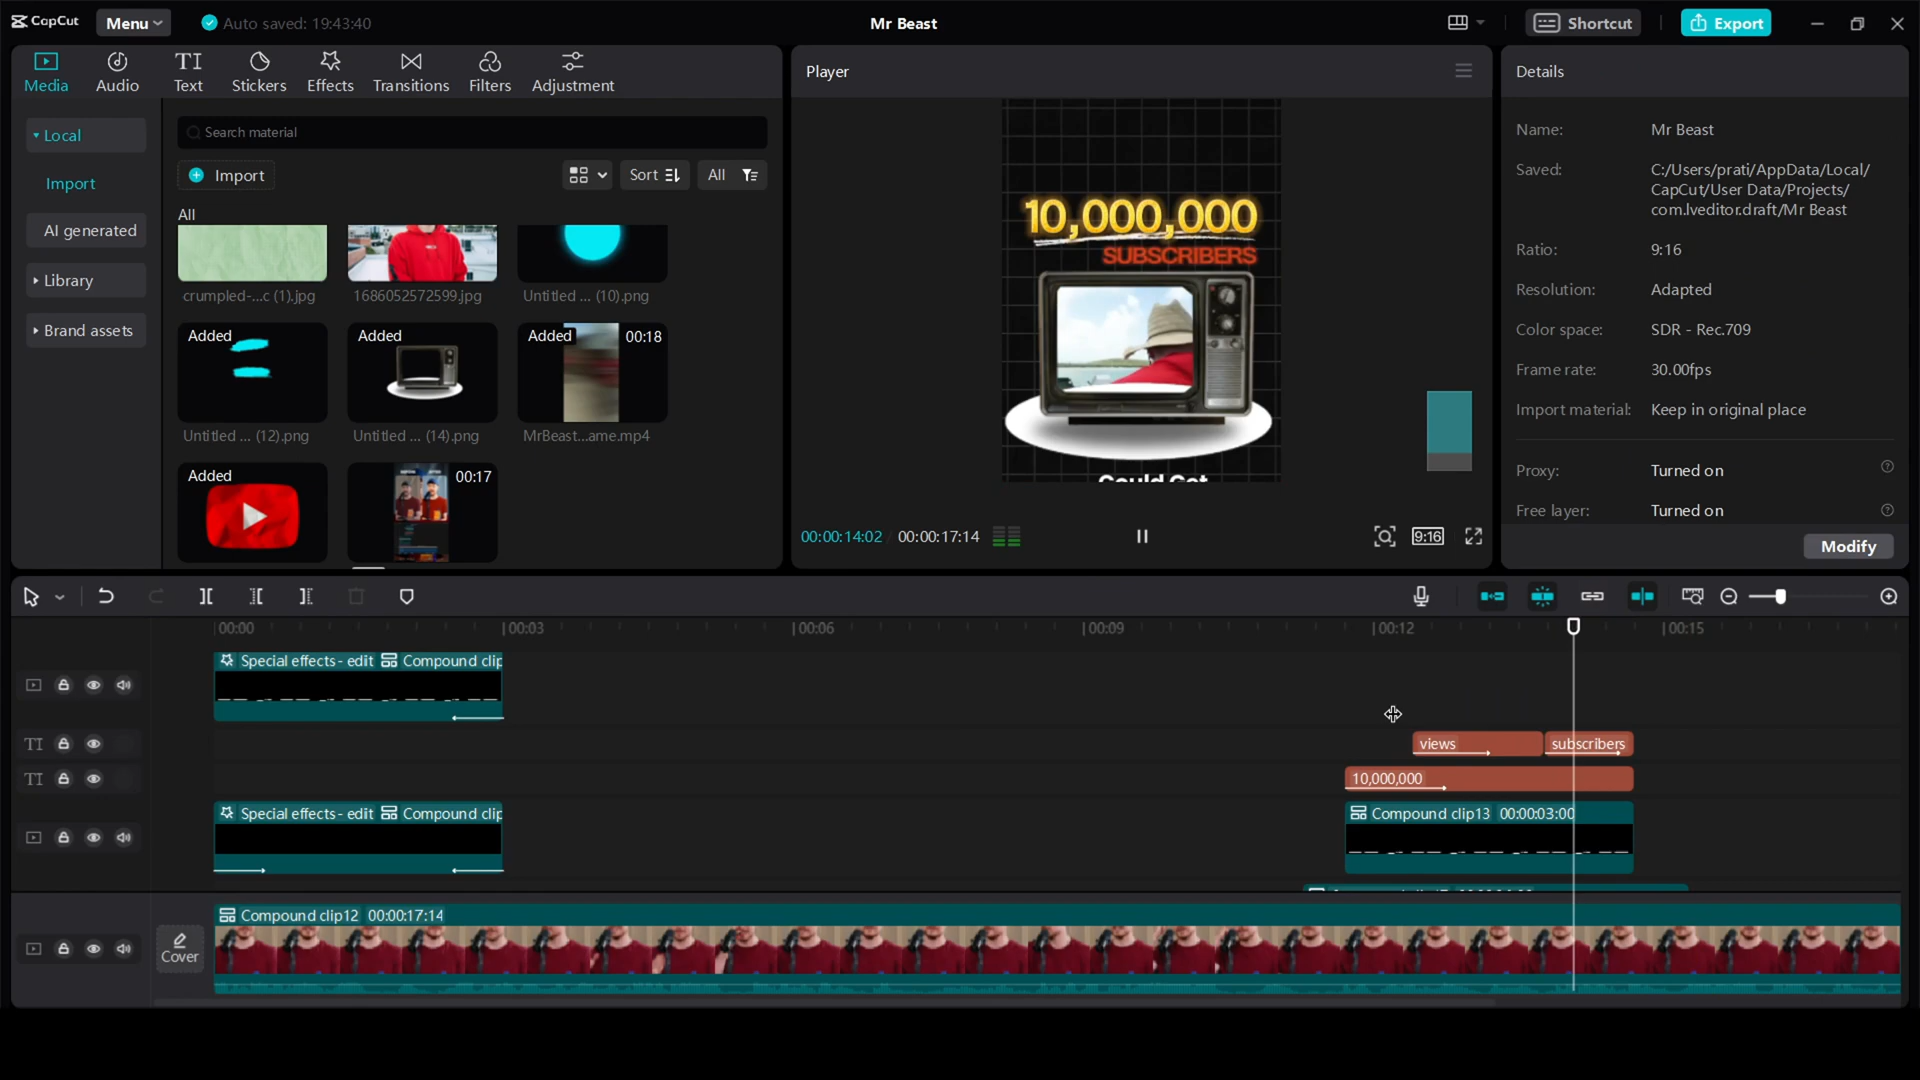 CapCut
Menu
Auto saved: 19:43:40
Mr Beast
Shortcut
Export
Media
Audio
TI
Text
Stickers
Effects
Transitions
Filters
Adjustment
Local
Import
AI generated
Library
Brand assets
Search material
Import
Sort
All
All
crumpled-...c (1).jpg
1686052572599.jpg
Untitled ... (10).png
Added
Added
Added
00:18
Untitled ... (12).png
Untitled ... (14).png
MrBeast...ame.mp4
Added
00:17
Player
10,000,000
SUBSCRIBERS
Could Get
00:00:14:02 / 00:00:17:14
9:16
Details
Name: Mr Beast
Saved: C:/Users/prati/AppData/Local/
CapCut/User Data/Projects/
com.lveditor.draft/Mr Beast
Ratio: 9:16
Resolution: Adapted
Color space: SDR - Rec.709
Frame rate: 30.00fps
Import material: Keep in original place
Proxy: Turned on
Free layer: Turned on
Modify
00:00
00:03
00:06
00:09
00:12
00:15
Special effects - edit Compound clip
TI
views
subscribers
TI
10,000,000
Special effects - edit Compound clip
Compound clip13 00:00:03:00
Cover
Compound clip12 00:00:17:14